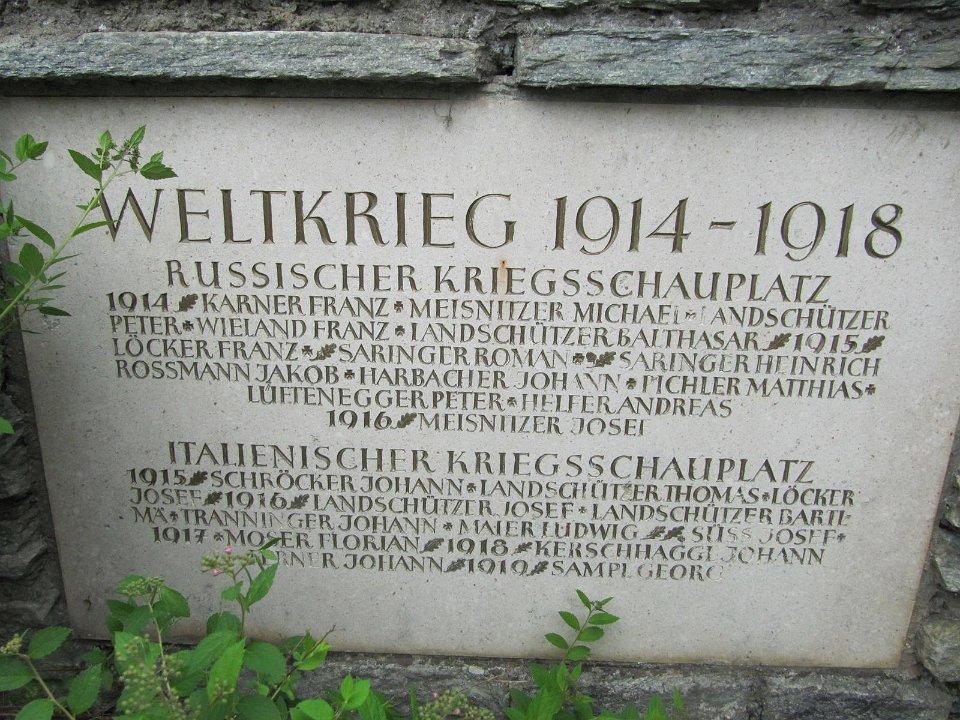 WELTKRIEG 1914-1918
RUSSISCHER KRIEGSSCHAUPLATZ
1914 KARNER FRANZ MEISNITZER MICHAEL LANDSCHÜTZER
PETER WIELAND FRANZ LANDSCHÜTZER BALTHASAR 1915
LÖCKER FRANZ SARINGER ROMAN SARINGER HEINRICH
ROSSMANN JAKOB HARBACHER JOHANN PICHLER MATTHIAS
LÜFTENEGGER PETER HELFER ANDREAS
1916 MEISNITZER JOSEF
ITALIENISCHER KRIEGSSCHAUPLATZ
1915 SCHRÖCKER JOHANN LANDSCHÜTZER THOMAS LÖCKER
JOSEF 1916 LANDSCHÜTZER JOSEF LANDSCHÜTZER BARTL-
MÄ TRANNINGER JOHANN MAIER LUDWIG SÜSS JOSEF
1917 MOSER FLORIAN 1918 KERSCHHAGGL JOHANN
JOHANN 1919 SAMPL GEORG